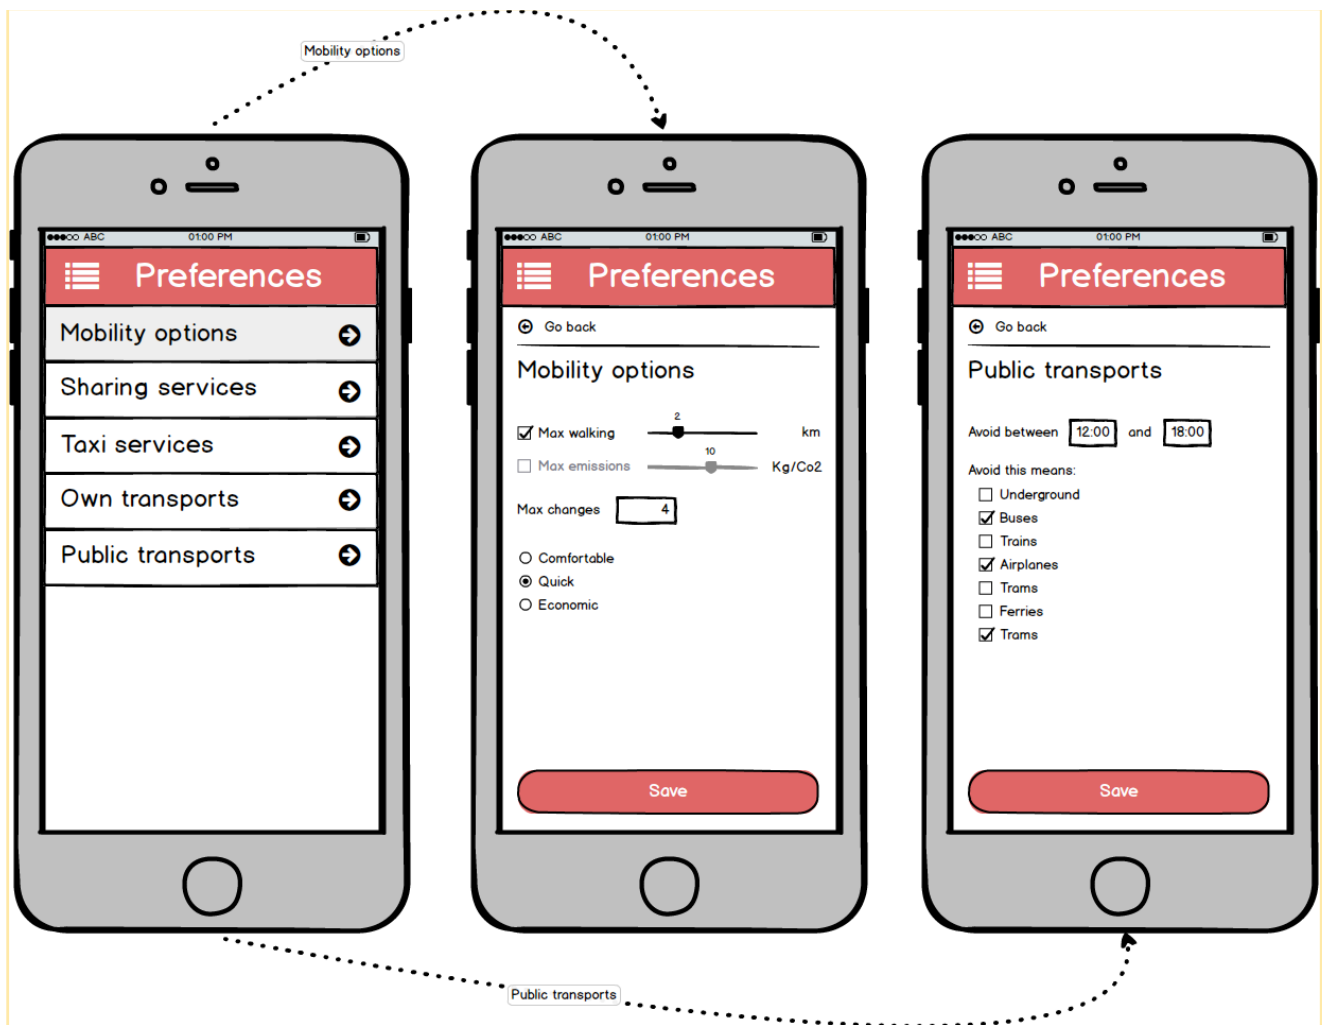 Mobility options
ABC 01:00 PM
Preferences
Mobility options
Sharing services
Taxi services
Own transports
Public transports
ABC 01:00 PM
Preferences
Go back
Mobility options
2
Max walking km
10
Max emissions Kg/Co2
Max changes 4
Comfortable
Quick
Economic
Save
ABC 01:00 PM
Preferences
Go back
Public transports
Avoid between 12:00 and 18:00
Avoid this means:
Underground
Buses
Trains
Airplanes
Trams
Ferries
Trams
Save
Public transports